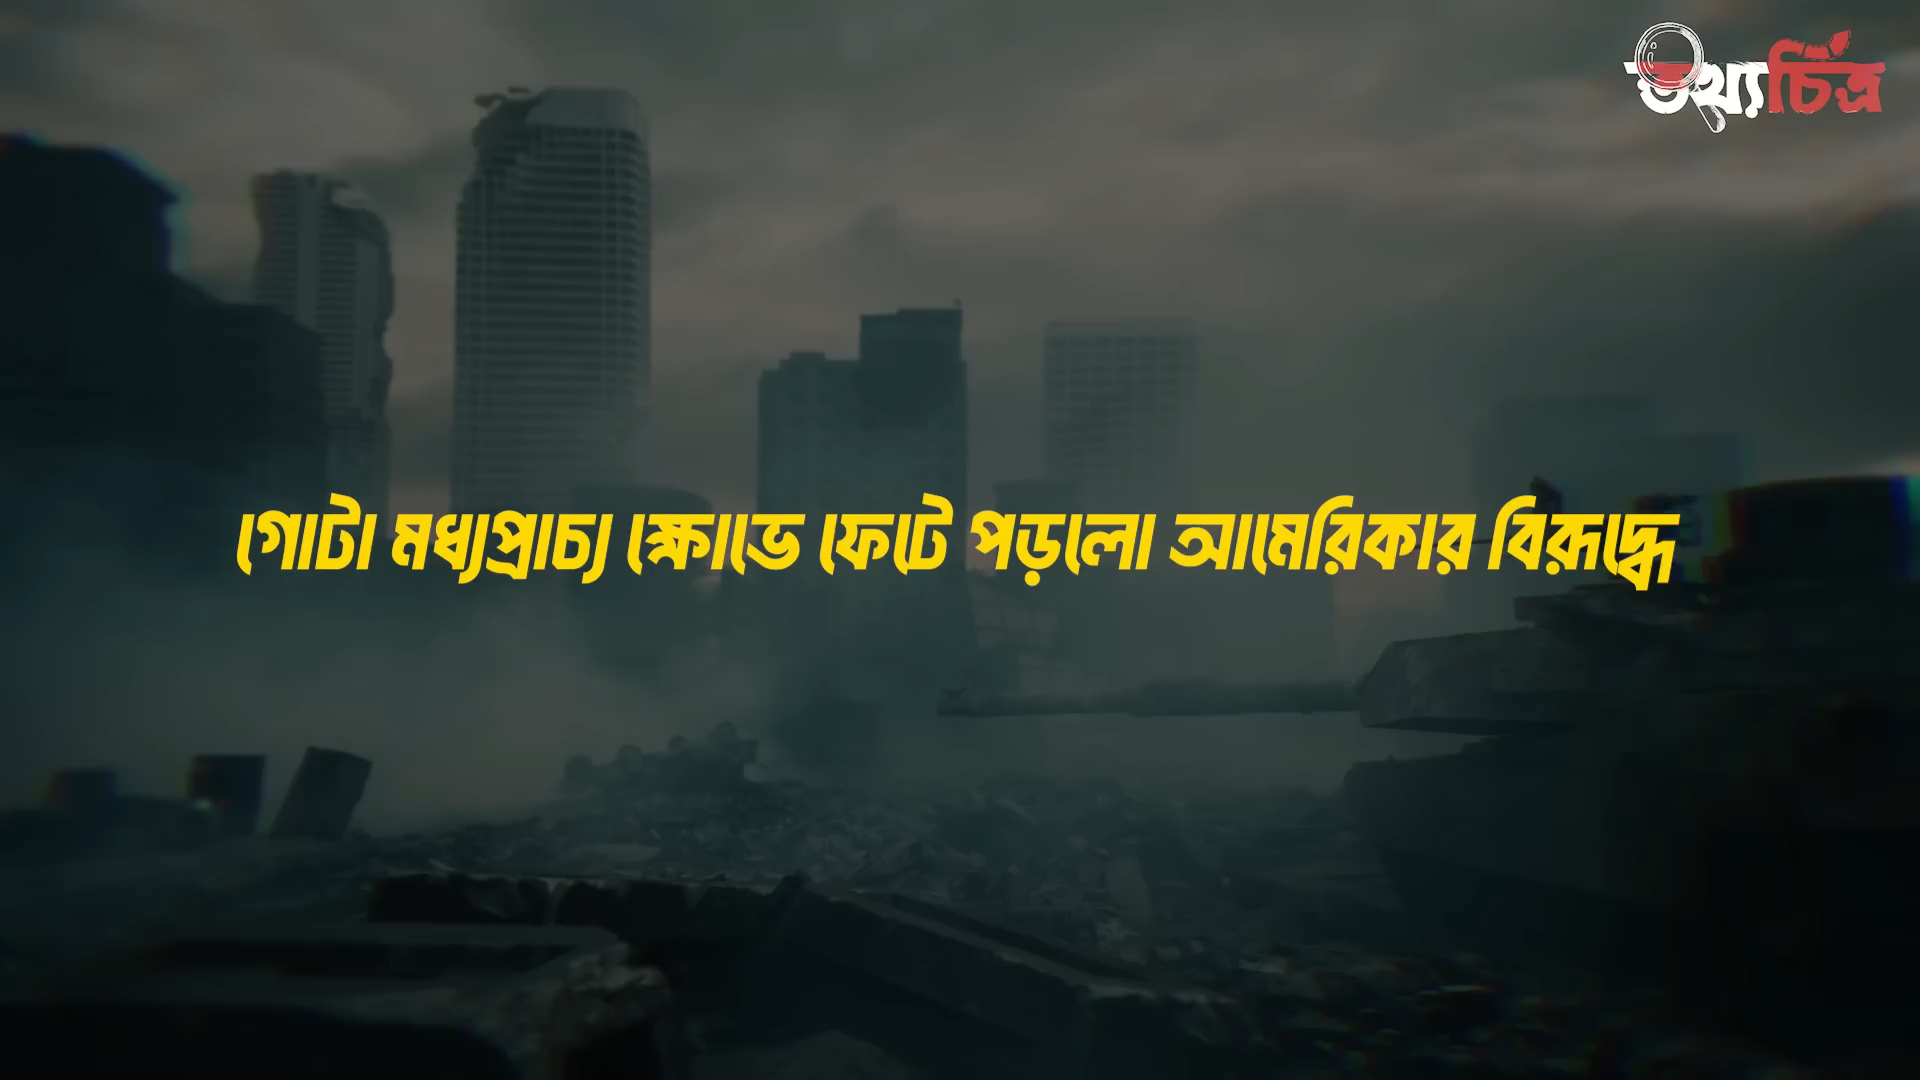 তথ্যচিত্র
গোটা মধ্যপ্রাচ্য ক্ষোভে ফেটে পড়লো আমেরিকার বিরূদ্ধে